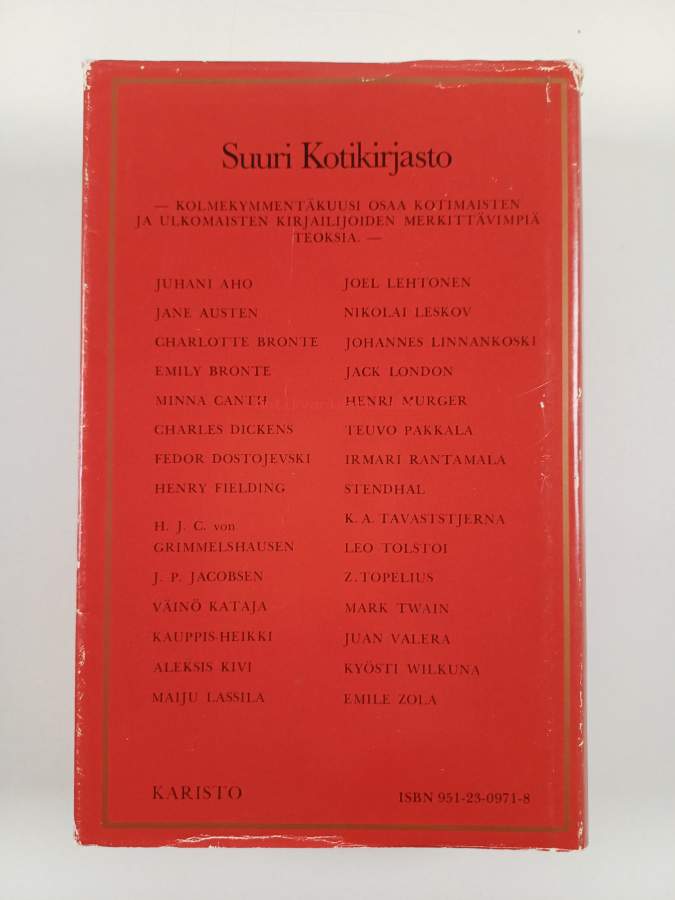 Suuri Kotikirjasto
— KOLMEKYMMENTÄKUUSI OSAA KOTIMAISTEN
JA ULKOMAISTEN KIRJAILIJOIDEN MERKITTÄVIMPIÄ
TEOKSIA. —
JUHANI AHO
JANE AUSTEN
CHARLOTTE BRONTE
EMILY BRONTE
MINNA CANTH
CHARLES DICKENS
FEDOR DOSTOJEVSKI
HENRY FIELDING
H. J. C. von
GRIMMELSHAUSEN
J. P. JACOBSEN
VÄINÖ KATAJA
KAUPPIS-HEIKKI
ALEKSIS KIVI
MAIJU LASSILA
JOEL LEHTONEN
NIKOLAI LESKOV
JOHANNES LINNANKOSKI
JACK LONDON
HENRI MURGER
TEUVO PAKKALA
IRMARI RANTAMALA
STENDHAL
K. A. TAVASTSTJERNA
LEO TOLSTOI
Z. TOPELIUS
MARK TWAIN
JUAN VALERA
KYÖSTI WILKUNA
EMILE ZOLA
KARISTO
ISBN 951-23-0971-8